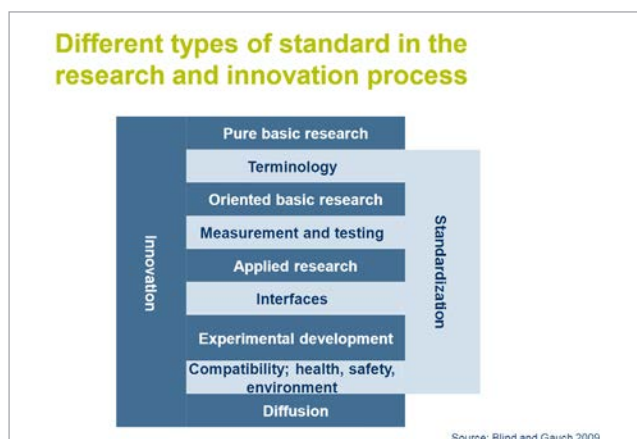 Different types of standard in the
research and innovation process
Innovation
Pure basic research
Terminology
Oriented basic research
Measurement and testing
Applied research
Interfaces
Experimental development
Compatibility; health, safety,
environment
Diffusion
Standardization
Source: Blind and Gauch 2009